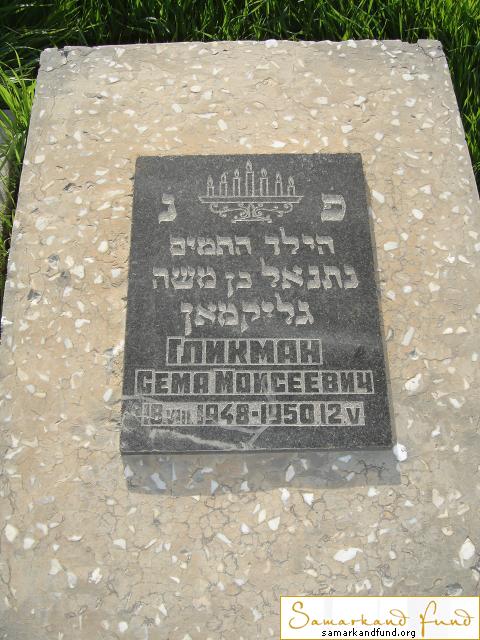 פ נ
הילד התמים
נתנאל בן משה
גליקמאן
ГЛИКМАН
СЕМА МОИСЕЕВИЧ
18.VIII.1948-1950 12.V
Samarkand Fund
samarkandfund.org